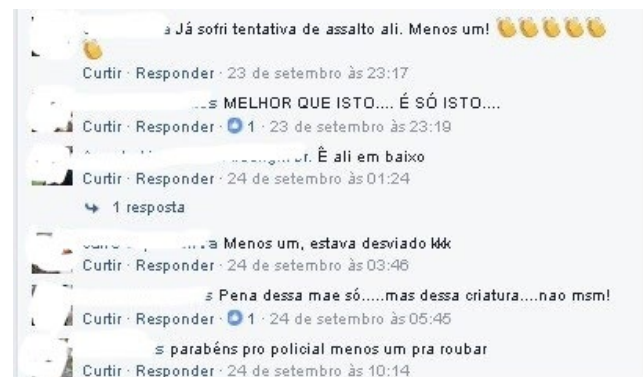 Já sofri tentativa de assalto ali. Menos um! 👏👏👏👏👏
👏
Curtir · Responder · 23 de setembro às 23:17
MELHOR QUE ISTO.... É SÓ ISTO....
Curtir · Responder · 1 · 23 de setembro às 23:19
Ê ali em baixo
Curtir · Responder · 24 de setembro às 01:24
1 resposta
Menos um, estava desviado kkk
Curtir · Responder · 24 de setembro às 03:46
Pena dessa mae só.....mas dessa criatura....nao msm!
Curtir · Responder · 1 · 24 de setembro às 05:45
parabéns pro policial menos um pra roubar
Curtir · Responder · 24 de setembro às 10:14